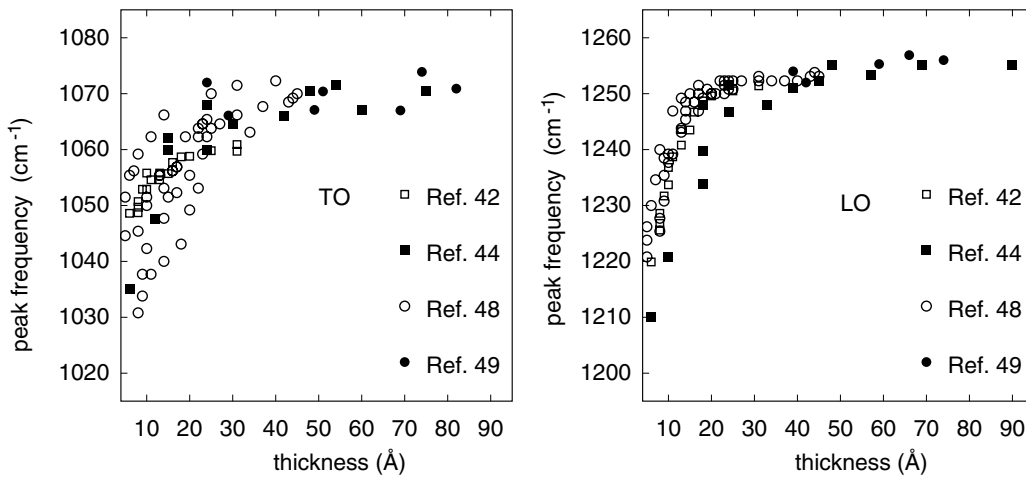 1080
1070
1060
1050
1040
1030
1020
10 20 30 40 50 60 70 80 90
thickness (Å)
peak frequency (cm-1)
TO
Ref. 42
Ref. 44
Ref. 48
Ref. 49
1260
1250
1240
1230
1220
1210
1200
10 20 30 40 50 60 70 80 90
thickness (Å)
peak frequency (cm-1)
LO
Ref. 42
Ref. 44
Ref. 48
Ref. 49